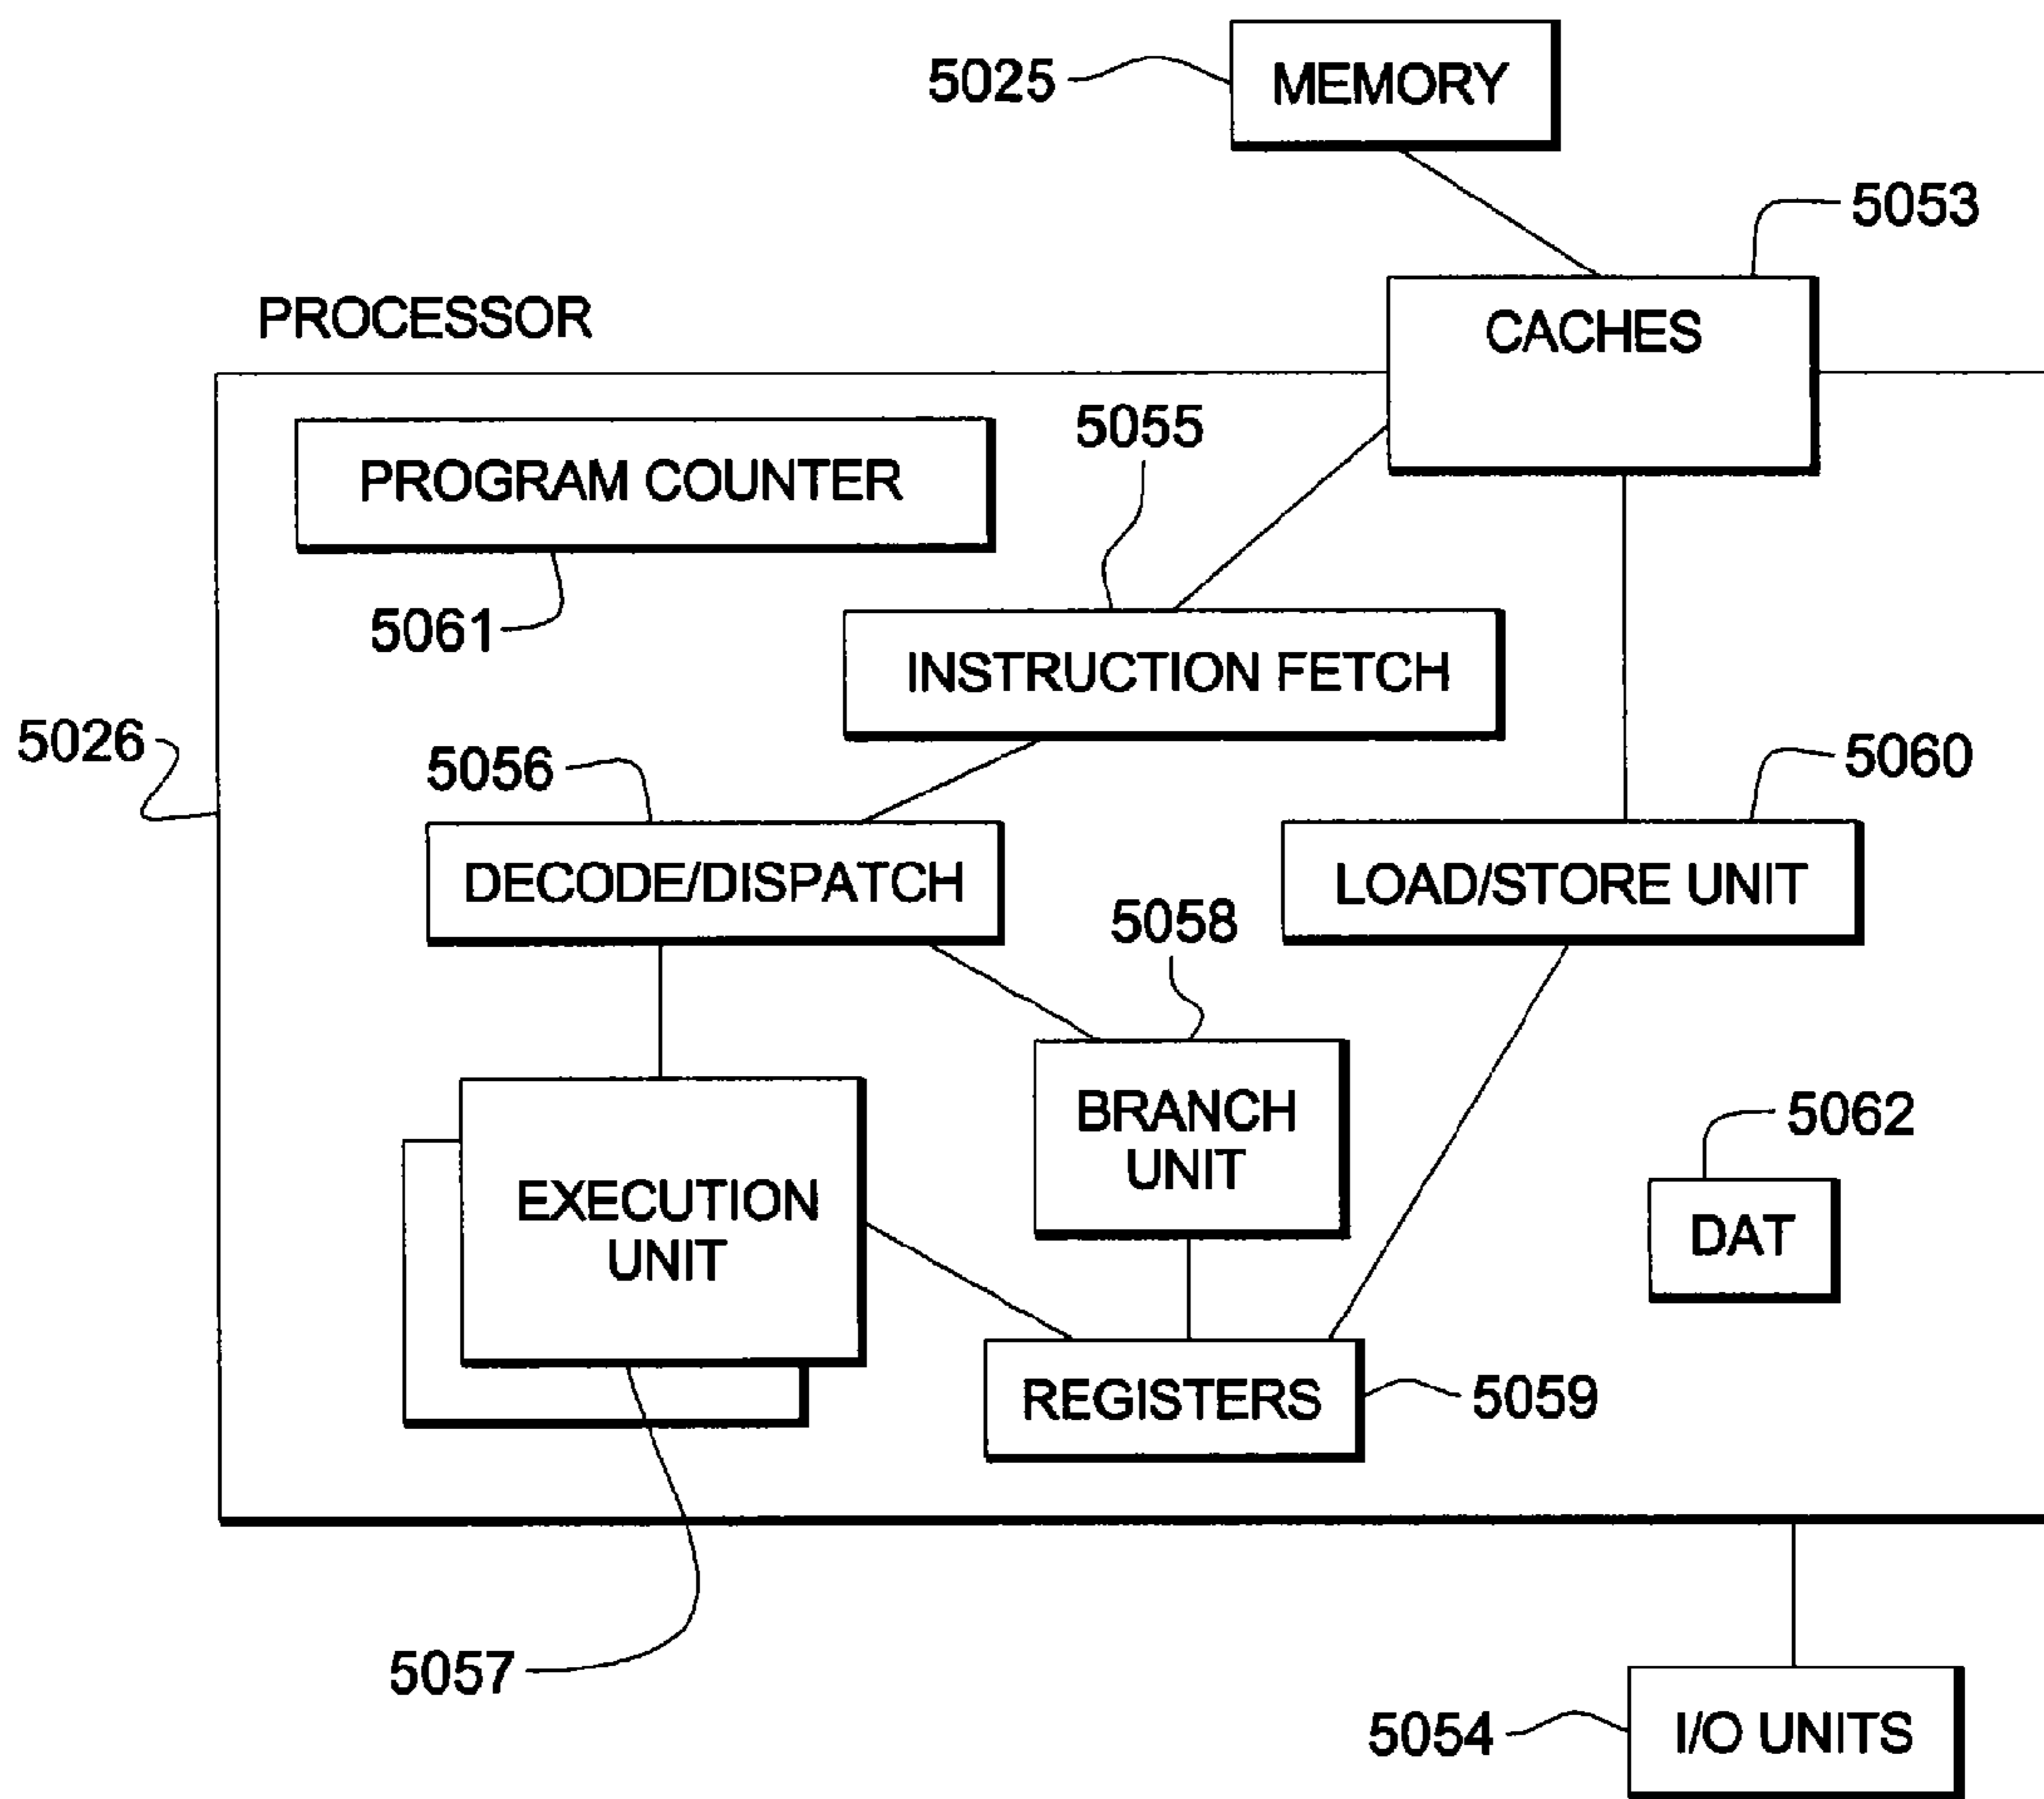 5025
MEMORY
5053
PROCESSOR
CACHES
5055
PROGRAM COUNTER
5061
INSTRUCTION FETCH
5026
5056
5060
DECODE/DISPATCH
LOAD/STORE UNIT
5058
BRANCH
UNIT
5062
EXECUTION
UNIT
DAT
REGISTERS
5059
5057
5054
I/O UNITS